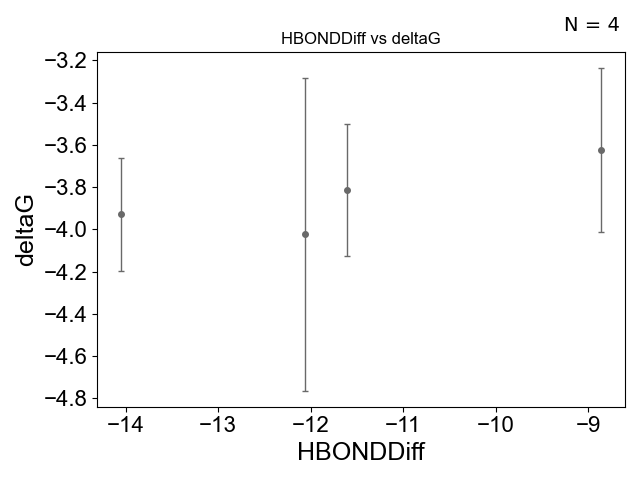 N = 4
HBONDDiff vs deltaG
−3.2
−3.4
−3.6
−3.8
−4.0
−4.2
−4.4
−4.6
−4.8
deltaG
−14 −13 −12 −11 −10 −9
HBONDDiff